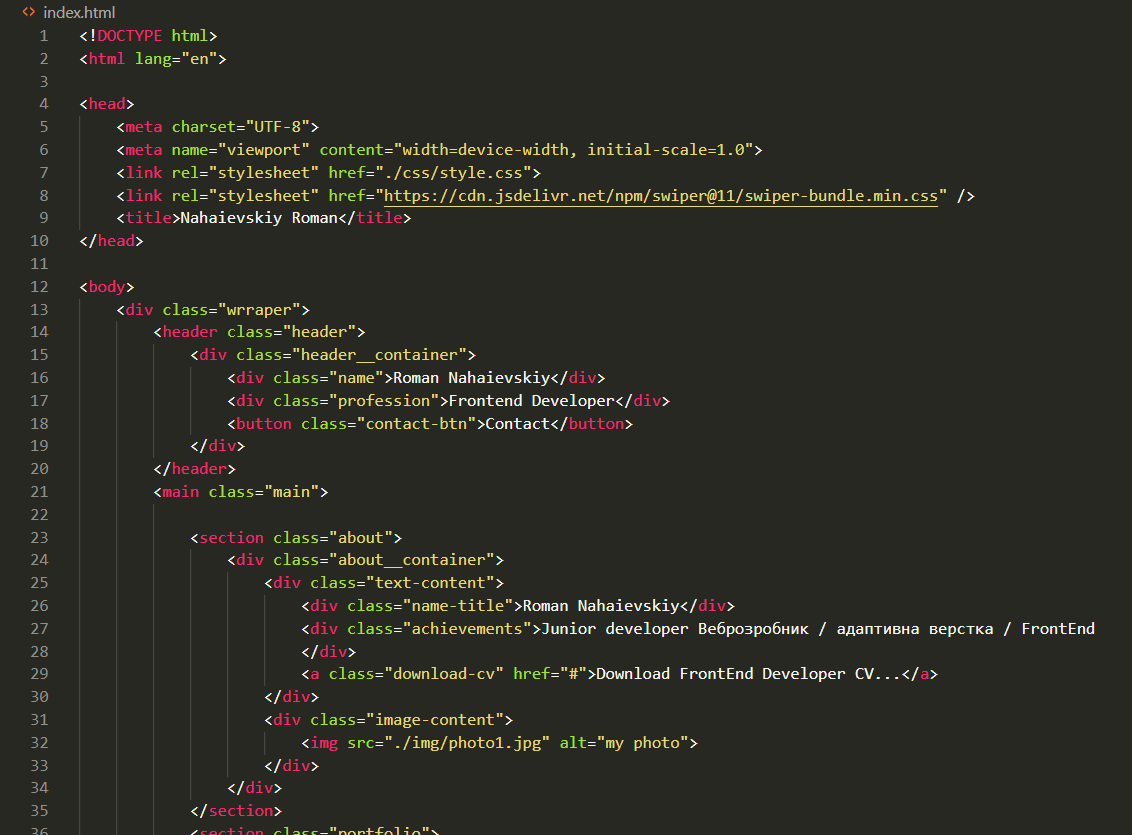 <> index.html
1 <!DOCTYPE html>
2 <html lang="en">
3
4 <head>
5 <meta charset="UTF-8">
6 <meta name="viewport" content="width=device-width, initial-scale=1.0">
7 <link rel="stylesheet" href="./css/style.css">
8 <link rel="stylesheet" href="https://cdn.jsdelivr.net/npm/swiper@11/swiper-bundle.min.css" />
9 <title>Nahaievskiy Roman</title>
10 </head>
11
12 <body>
13 <div class="wrraper">
14 <header class="header">
15 <div class="header__container">
16 <div class="name">Roman Nahaievskiy</div>
17 <div class="profession">Frontend Developer</div>
18 <button class="contact-btn">Contact</button>
19 </div>
20 </header>
21 <main class="main">
22
23 <section class="about">
24 <div class="about__container">
25 <div class="text-content">
26 <div class="name-title">Roman Nahaievskiy</div>
27 <div class="achievements">Junior developer Веброзробник / адаптивна верстка / FrontEnd
28 </div>
29 <a class="download-cv" href="#">Download FrontEnd Developer CV...</a>
30 </div>
31 <div class="image-content">
32 <img src="./img/photo1.jpg" alt="my photo">
33 </div>
34 </div>
35 </section>
36 <section class="portfolio">